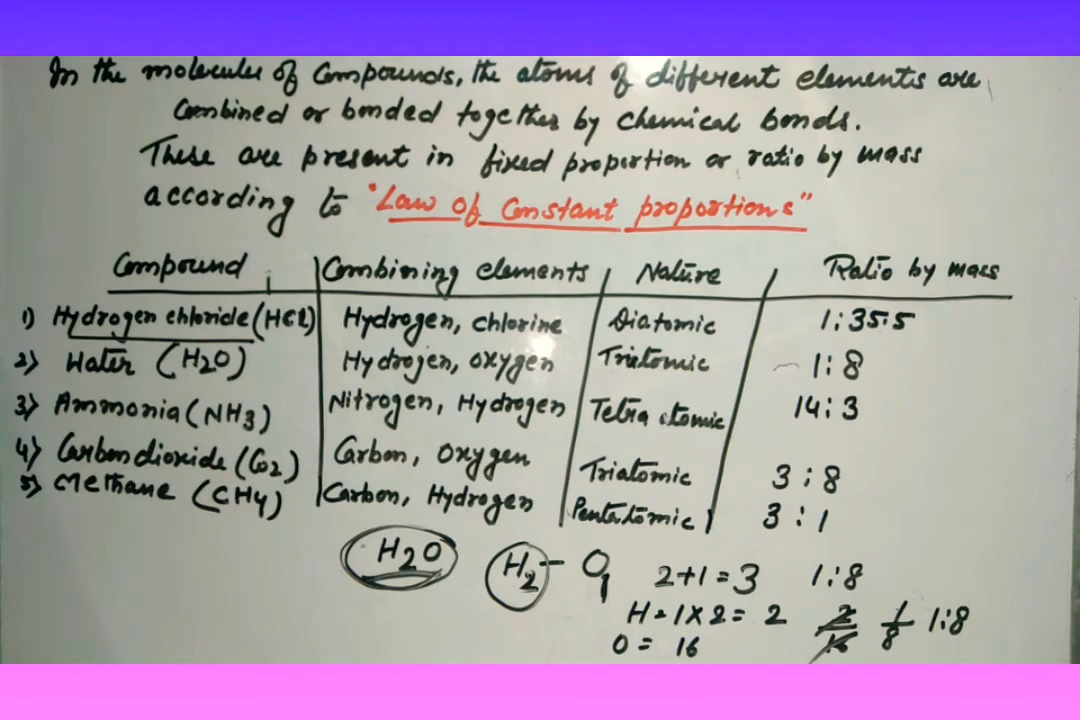 In the molecules of Compounds, the atoms of different elements are
Combined or bonded together by chemical bonds.
These are present in fixed proportion or ratio by mass
according to "Law of Constant proportions"
Compound Combining elements Nature Ratio by mass
1) Hydrogen chloride (HCl) Hydrogen, chlorine Diatomic 1:35.5
2) Water (H2O) Hydrogen, oxygen Triatomic 1:8
3) Ammonia (NH3) Nitrogen, Hydrogen Tetra atomic 14:3
4) Carbondioxide (CO2) Carbon, Oxygen Triatomic 3:8
5) Methane (CH4) Carbon, Hydrogen Pentatomic 3:1
H2O H2-O1 2+1=3 1:8
H=1x2=2 2/16 1/8 1:8
O=16